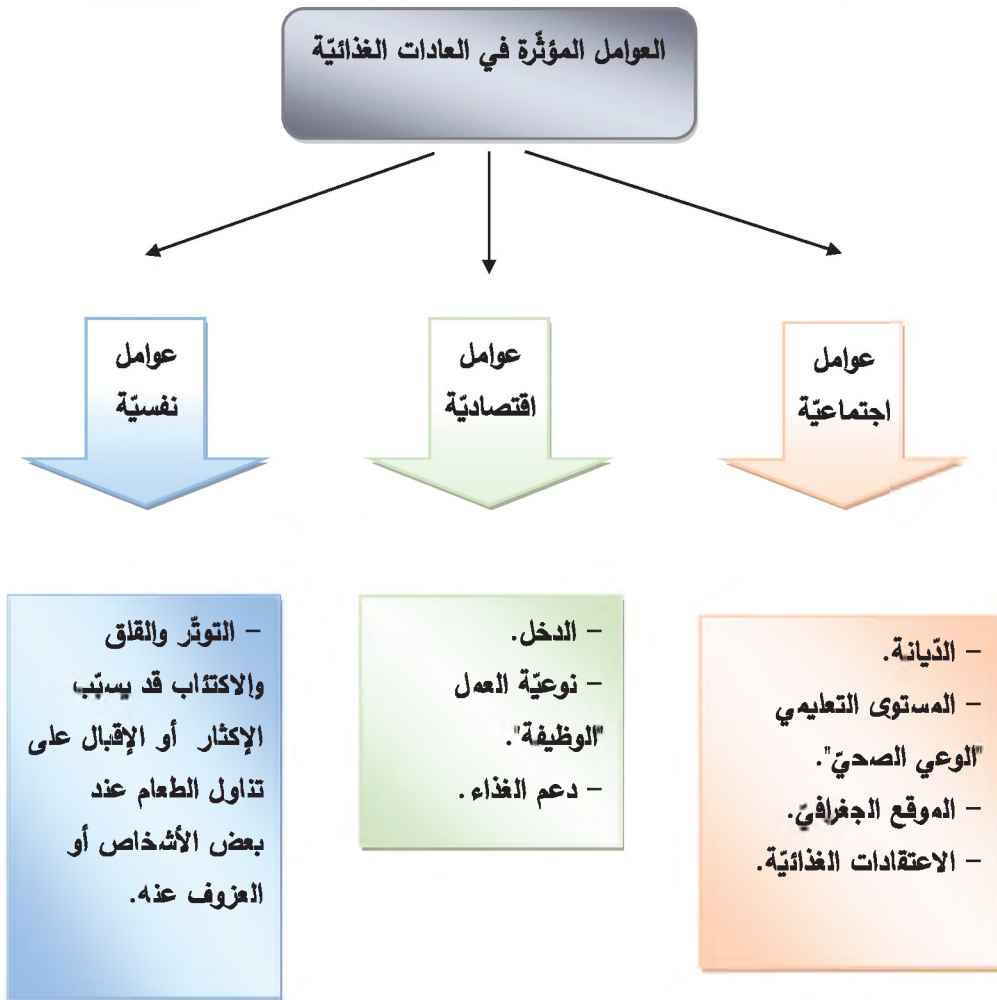 العوامل المؤثّرة في العادات الغذائيّة
عوامل
اجتماعيّة
عوامل
اقتصاديّة
عوامل
نفسيّة
– الدّيانة.
– المستوى التعليمي
"الوعي الصحيّ".
– الموقع الجغرافيّ.
– الاعتقادات الغذائيّة.
– الدخل.
– نوعيّة العمل
"الوظيفة".
– دعم الغذاء.
– التوتّر والقلق
والاكتئاب قد يسبّب
الإكثار أو الإقبال على
تناول الطعام عند
بعض الأشخاص أو
العزوف عنه.